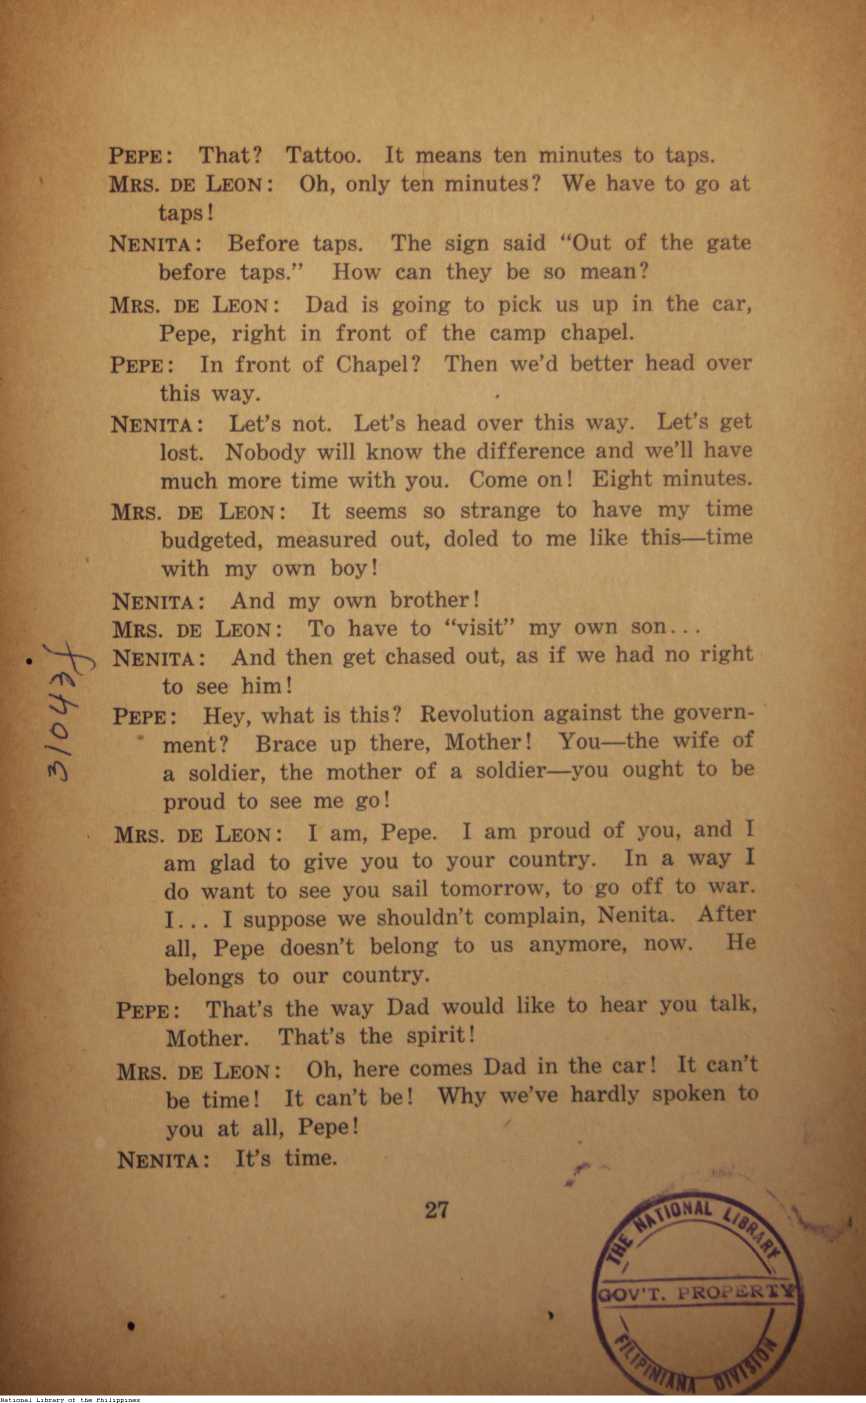 PEPE: That? Tattoo. It means ten minutes to taps.
MRS. DE LEON: Oh, only ten minutes? We have to go at
taps!
NENITA: Before taps. The sign said “Out of the gate
before taps.” How can they be so mean?
MRS. DE LEON: Dad is going to pick us up in the car,
Pepe, right in front of the camp chapel.
PEPE: In front of Chapel? Then we’d better head over
this way.
NENITA: Let’s not. Let’s head over this way. Let’s get
lost. Nobody will know the difference and we’ll have
much more time with you. Come on! Eight minutes.
MRS. DE LEON: It seems so strange to have my time
budgeted, measured out, doled to me like this—time
with my own boy!
NENITA: And my own brother!
MRS. DE LEON: To have to “visit” my own son...
NENITA: And then get chased out, as if we had no right
to see him!
PEPE: Hey, what is this? Revolution against the govern-
ment? Brace up there, Mother! You—the wife of
a soldier, the mother of a soldier—you ought to be
proud to see me go!
MRS. DE LEON: I am, Pepe. I am proud of you, and I
am glad to give you to your country. In a way I
do want to see you sail tomorrow, to go off to war.
I... I suppose we shouldn’t complain, Nenita. After
all, Pepe doesn’t belong to us anymore, now. He
belongs to our country.
PEPE: That’s the way Dad would like to hear you talk,
Mother. That’s the spirit!
MRS. DE LEON: Oh, here comes Dad in the car! It can’t
be time! It can’t be! Why we’ve hardly spoken to
you at all, Pepe!
NENITA: It’s time.
27
THE NATIONAL LIBRARY
GOV'T. PROPERTY
FILIPINIANA DIVISION
National Library of the Philippines